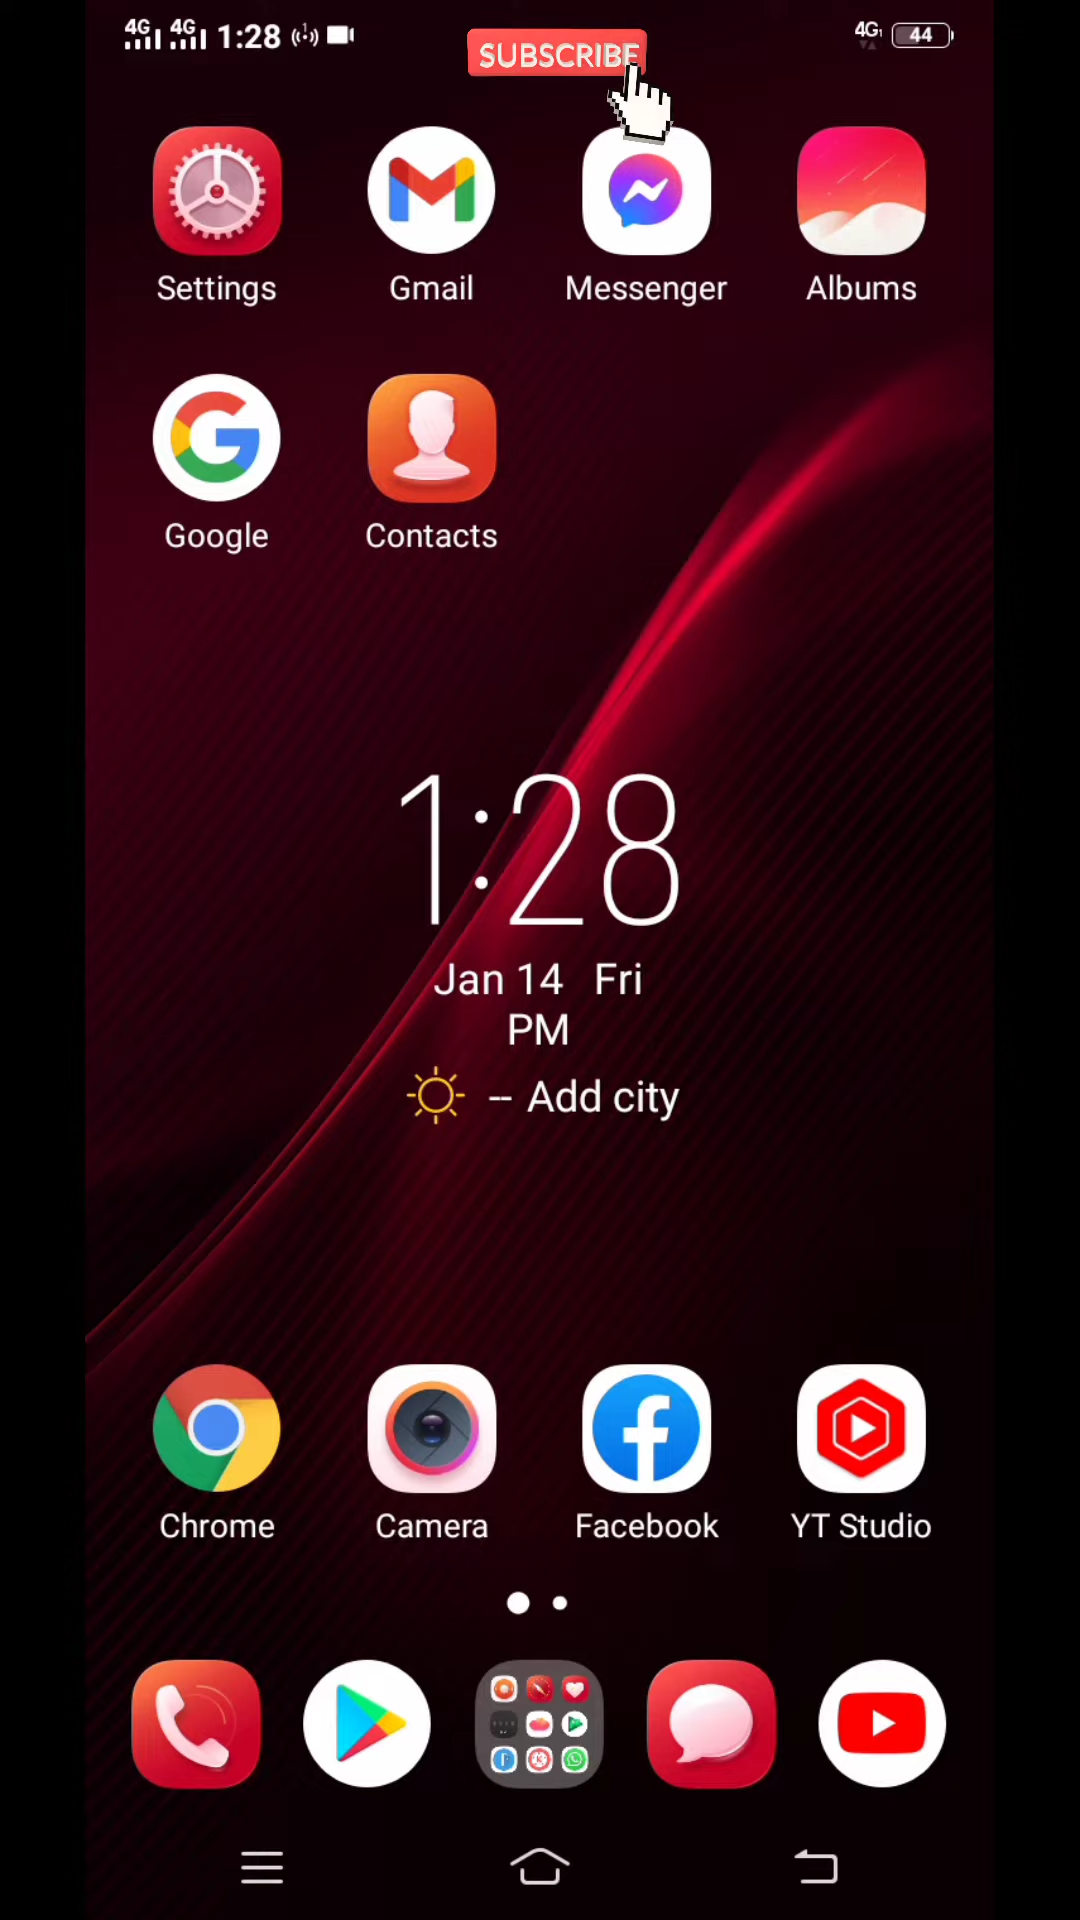 4G 4G 1:28 4G 44
SUBSCRIBE
Settings Gmail Messenger Albums
Google Contacts
1:28
Jan 14 Fri
PM
-- Add city
Chrome Camera Facebook YT Studio